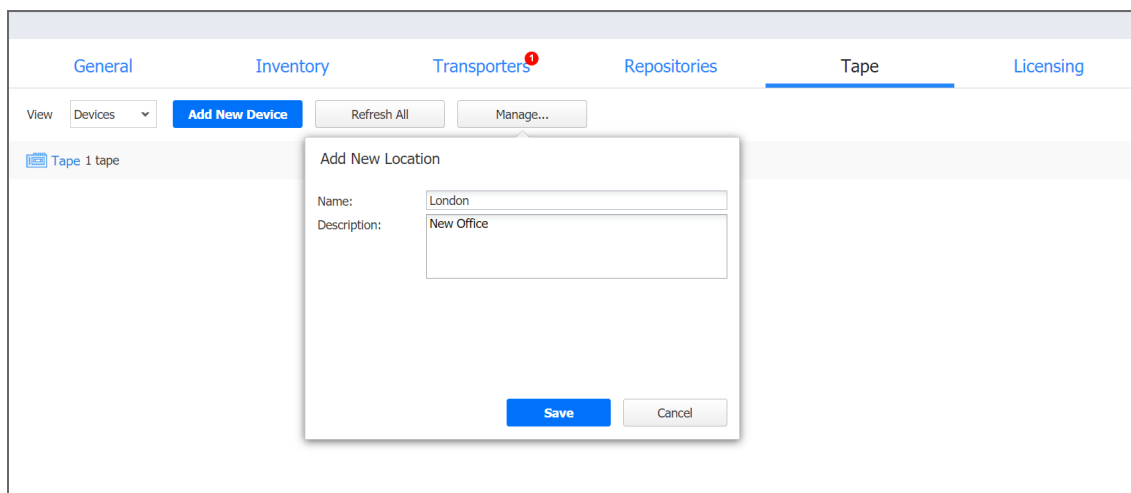 General Inventory Transporters 1 Repositories Tape Licensing
View Devices Add New Device Refresh All Manage...
Tape 1 tape
Add New Location
Name: London
Description: New Office
Save Cancel